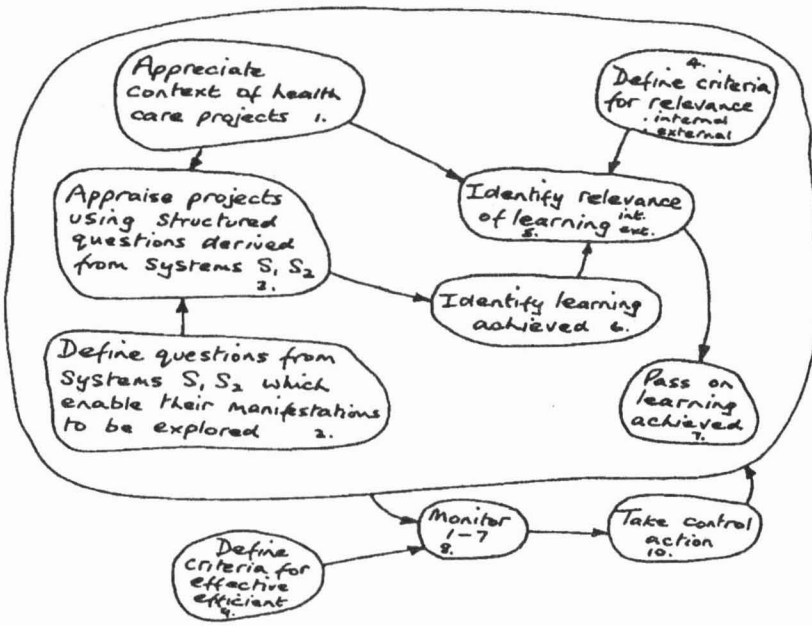 Appreciate
context of health
care projects 1.
4.
Define criteria
for relevance
. internal
. external
Appraise projects
using structured
questions derived
from Systems S₁ S₂
3.
Identify relevance
of learning int.
5. ext.
Identify learning
achieved 6.
Define questions from
Systems S₁ S₂ which
enable their manifestations
to be explored 2.
Pass on
learning
achieved
7.
Monitor
1-7
8.
Take control
action
10.
Define
criteria for
effective
efficient
9.